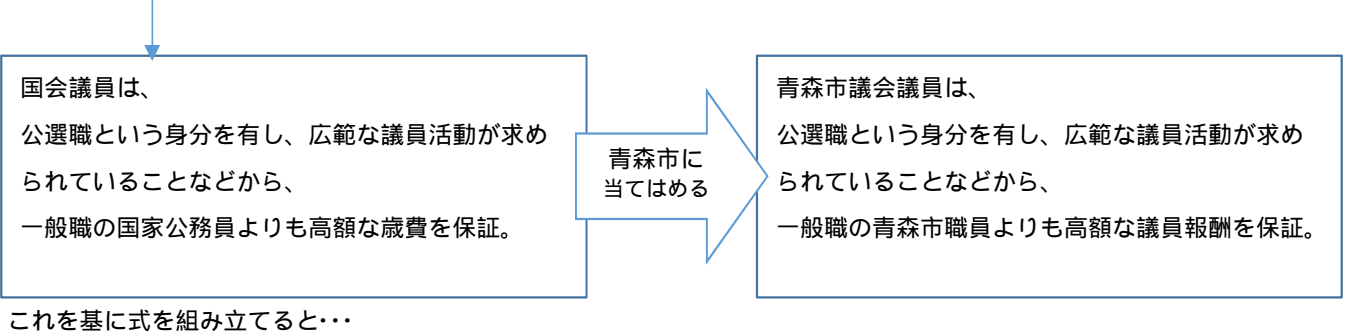 国会議員は、
公選職という身分を有し、広範な議員活動が求め
られていることなどから、
一般職の国家公務員よりも高額な歳費を保証。
青森市に
当てはめる
青森市議会議員は、
公選職という身分を有し、広範な議員活動が求め
られていることなどから、
一般職の青森市職員よりも高額な議員報酬を保証。
これを基に式を組み立てると･･･